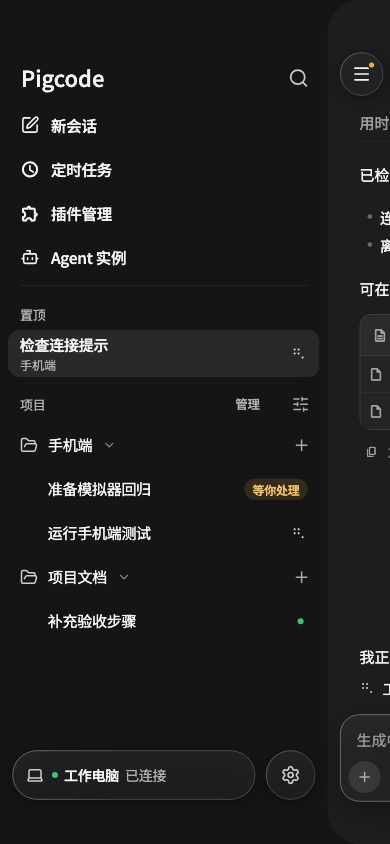 Pigcode
新会话
定时任务
插件管理
Agent 实例
置顶
检查连接提示
手机端
项目
管理
手机端
准备模拟器回归
等你处理
运行手机端测试
项目文档
补充验收步骤
工作电脑 已连接
用时
已检
离
可在
我正
工
生成